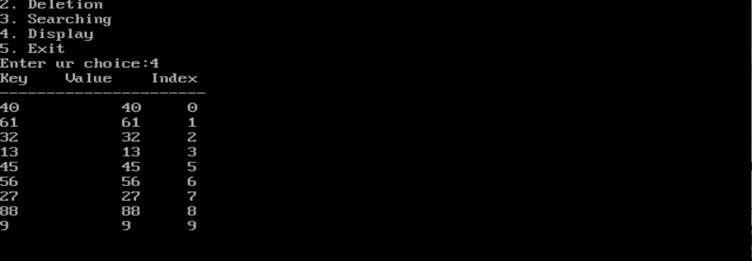 2. Deletion
3. Searching
4. Display
5. Exit
Enter ur choice:4
Key Value Index
----------------------
40 40 0
61 61 1
32 32 2
13 13 3
45 45 5
56 56 6
27 27 7
88 88 8
9 9 9